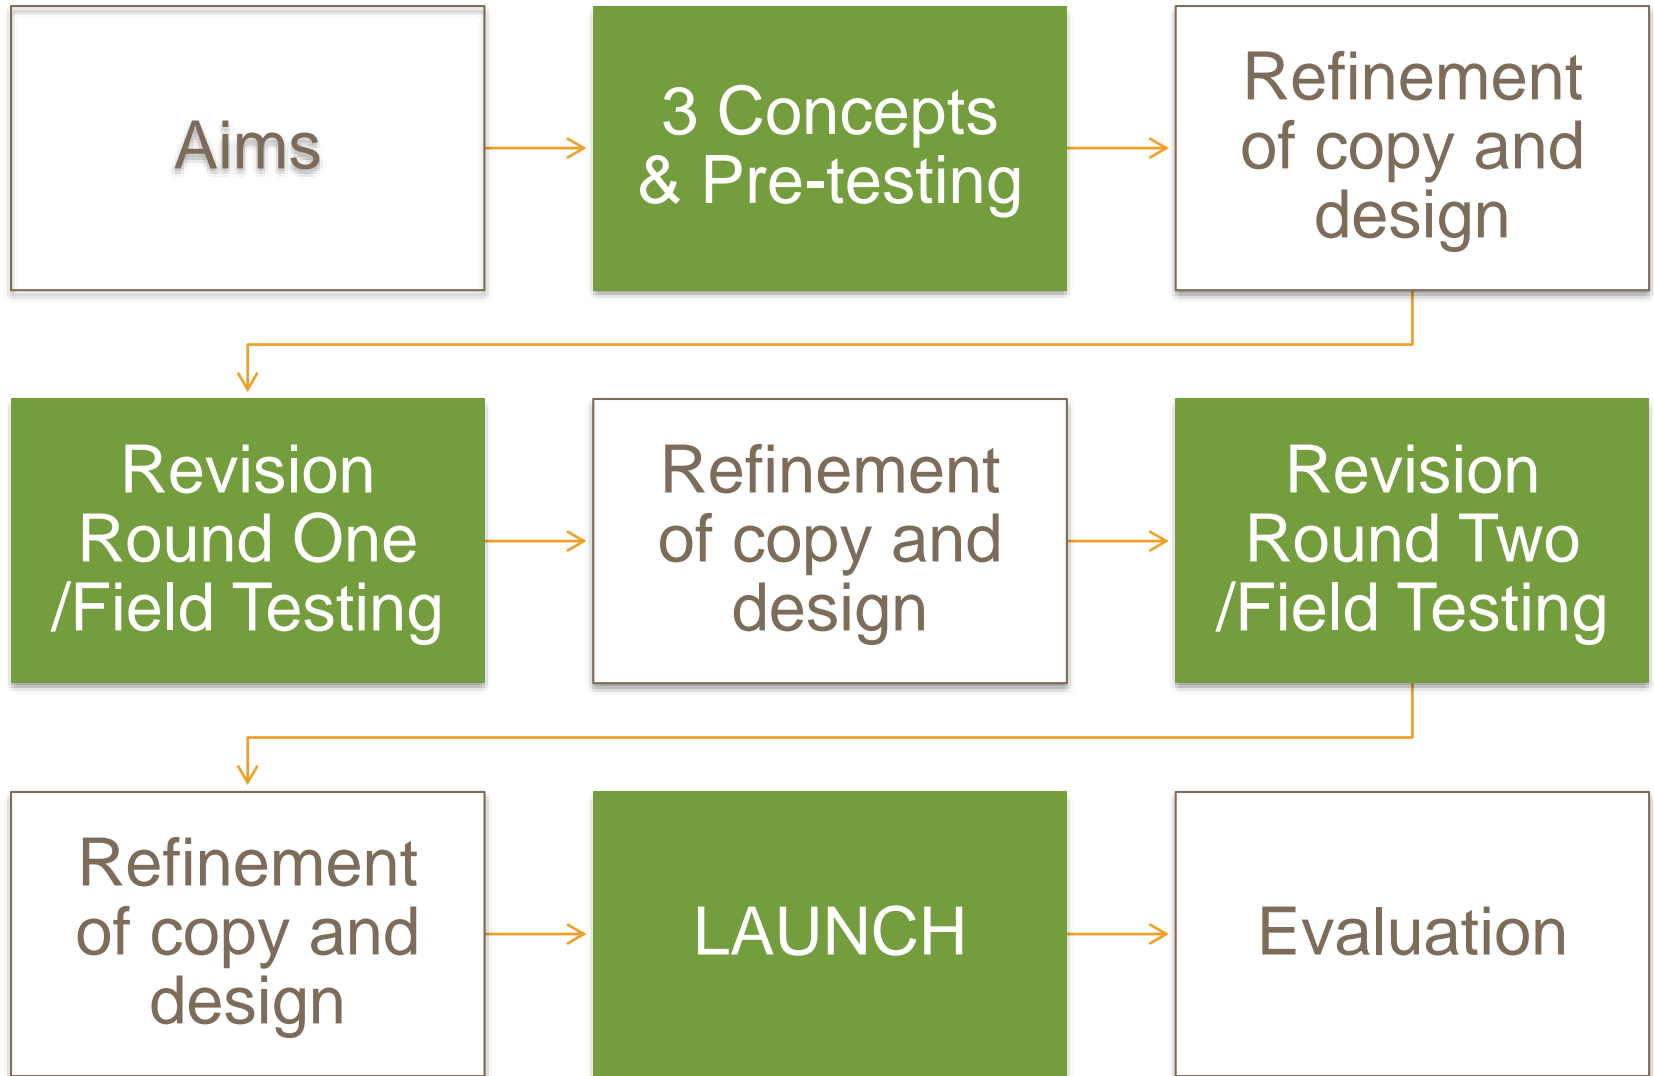 Aims
3 Concepts
& Pre-testing
Refinement
of copy and
design
Revision
Round One
/Field Testing
Refinement
of copy and
design
Revision
Round Two
/Field Testing
Refinement
of copy and
design
LAUNCH
Evaluation